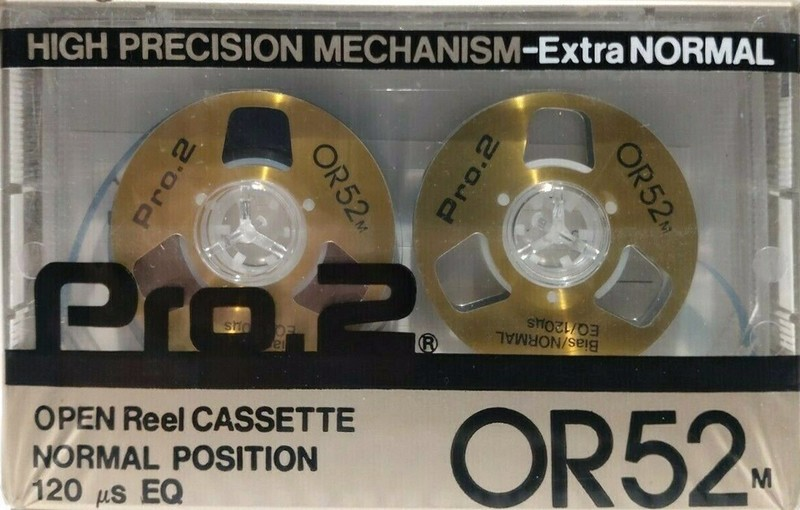 HIGH PRECISION MECHANISM-Extra NORMAL
Pro.2
OR52M
Pro.2
OR52M
Bias/NORMAL
EQ/120µs
Pro.2®
OPEN Reel CASSETTE
NORMAL POSITION
120 µs EQ
OR52M